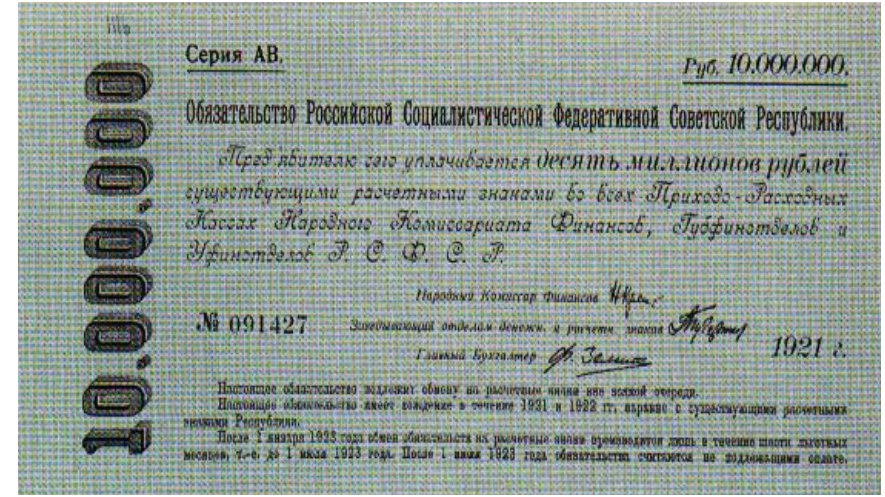 Серия АВ.
Руб. 10.000.000.
10.000.000
Обязательство Российской Социалистической Федеративной Советской Республики.
Пред'явителю сего уплачивается десять миллионов рублей
существующими расчетными знаками во всех Приходо-Расходных
Кассах Народного Комиссариата Финансов, Губфинотделов и
Уфинотделов Р. С. Ф. С. Р.
Народный Комиссар Финансов
№ 091427
Заведывающий отделом денежн. и расчетн. знаков
1921 г.
Главный Бухгалтер
Настоящее обязательство подлежит обмену на расчетные знаки вне всякой очереди.
Настоящее обязательство имеет хождение в течение 1921 и 1922 гг. наравне с существующими расчетными
знаками Республики.
После 1 января 1923 года обмен обязательств на расчетные знаки производится лишь в течение шести льготных
месяцев, т.-е. до 1 июля 1923 года. После 1 июля 1923 года обязательства считаются не подлежащими оплате.